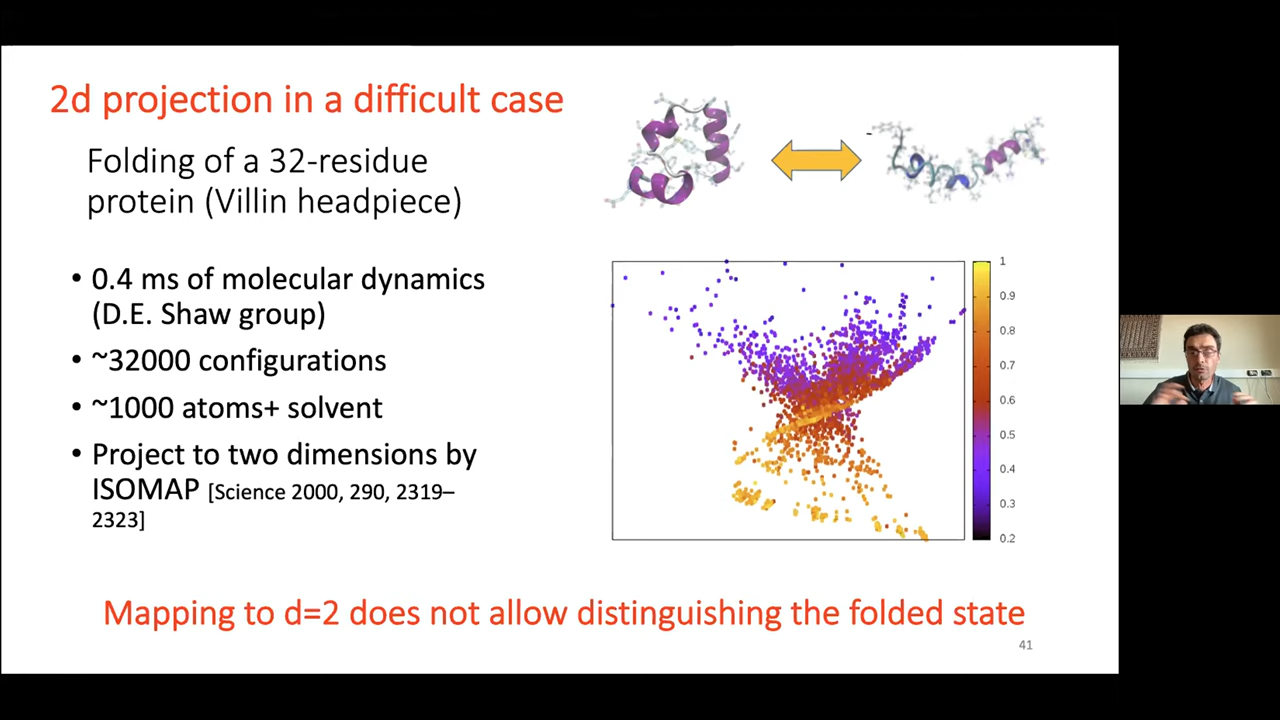 2d projection in a difficult case
Folding of a 32-residue
protein (Villin headpiece)
• 0.4 ms of molecular dynamics
(D.E. Shaw group)
• ~32000 configurations
• ~1000 atoms+ solvent
• Project to two dimensions by
ISOMAP [Science 2000, 290, 2319–
2323]
1
0.9
0.8
0.7
0.6
0.5
0.4
0.3
0.2
Mapping to d=2 does not allow distinguishing the folded state
41